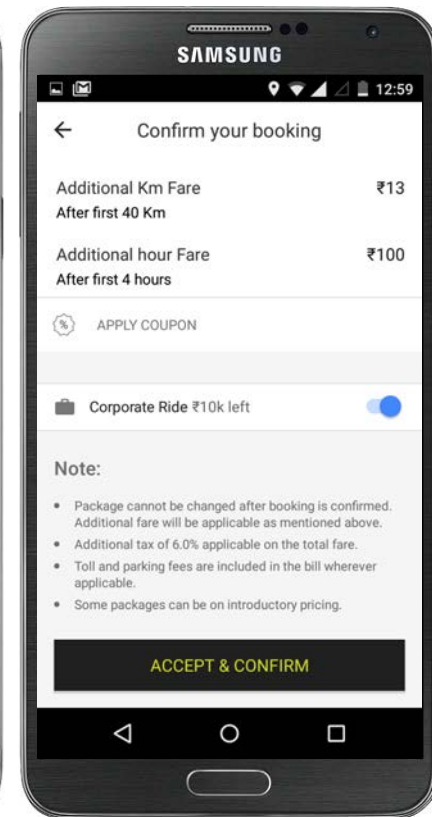 SAMSUNG
12:59
Confirm your booking
Additional Km Fare ₹13
After first 40 Km
Additional hour Fare ₹100
After first 4 hours
% APPLY COUPON
Corporate Ride ₹10k left
Note:
• Package cannot be changed after booking is confirmed.
Additional fare will be applicable as mentioned above.
• Additional tax of 6.0% applicable on the total fare.
• Toll and parking fees are included in the bill wherever
applicable.
• Some packages can be on introductory pricing.
ACCEPT & CONFIRM